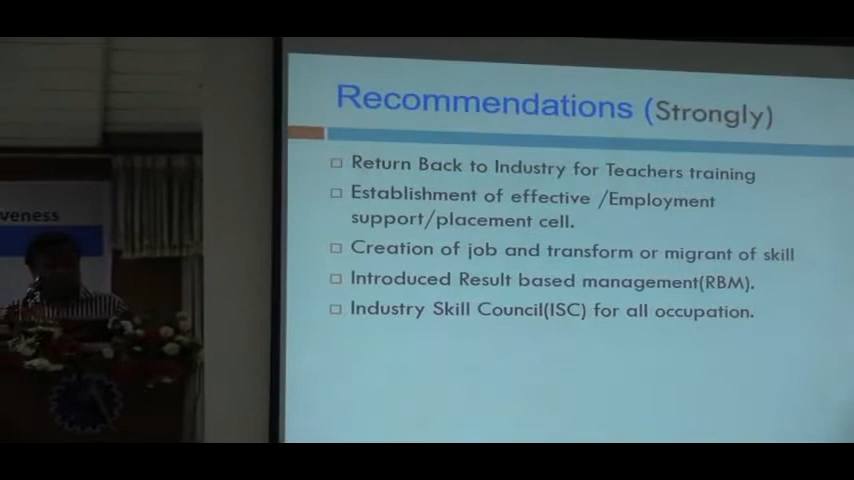 Recommendations (Strongly)
Return Back to Industry for Teachers training
Establishment of effective /Employment
support/placement cell.
Creation of job and transform or migrant of skill
Introduced Result based management(RBM).
Industry Skill Council(ISC) for all occupation.
veness